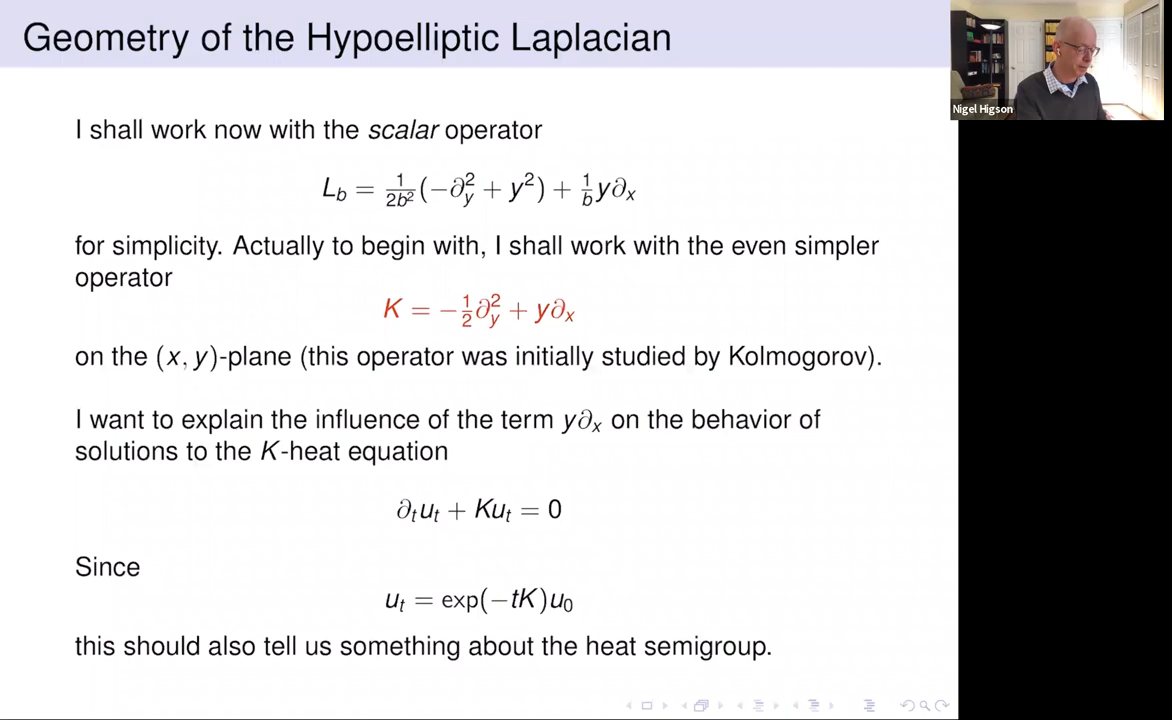 Geometry of the Hypoelliptic Laplacian
Nigel Higson
I shall work now with the scalar operator
L_b = \frac{1}{2b^2}(-∂_y^2 + y^2) + \frac{1}{b}y∂_x
for simplicity. Actually to begin with, I shall work with the even simpler
operator
K = -\frac{1}{2}∂_y^2 + y∂_x
on the (x, y)-plane (this operator was initially studied by Kolmogorov).
I want to explain the influence of the term y∂_x on the behavior of
solutions to the K-heat equation
∂_t u_t + Ku_t = 0
Since
u_t = exp(-tK)u_0
this should also tell us something about the heat semigroup.